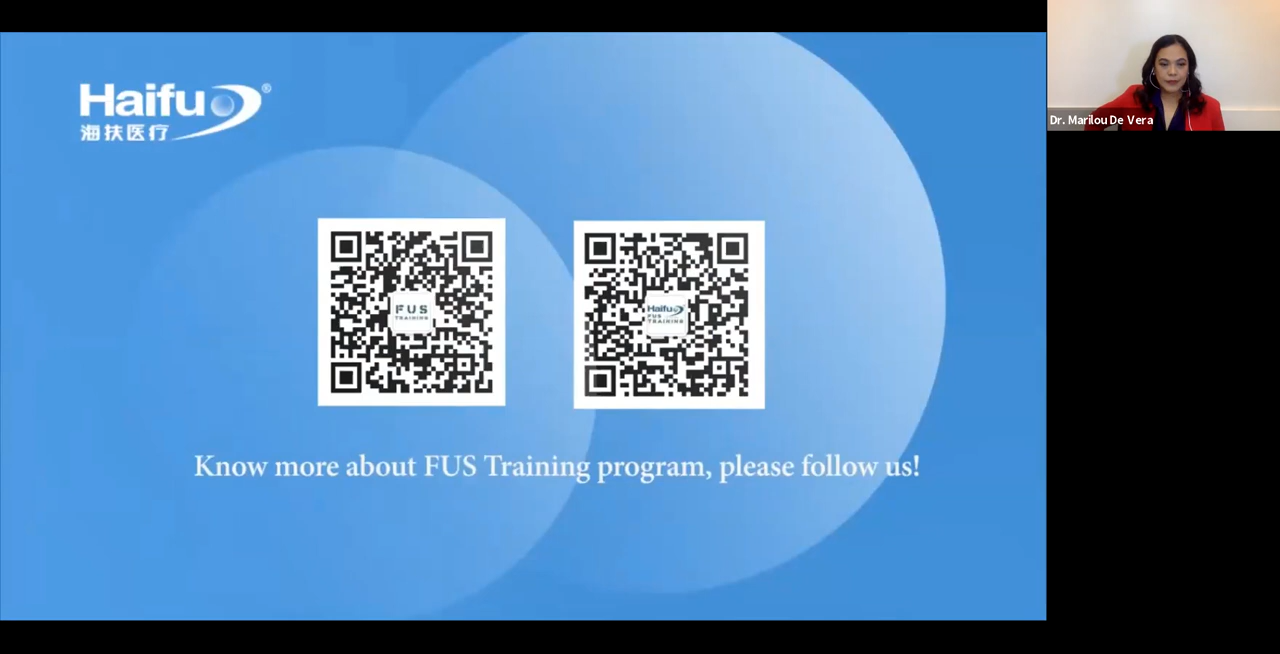 Haifu®
海扶医疗
Dr. Marilou De Vera
FUS
TRAINING
Haifu
FUS
TRAINING
Know more about FUS Training program, please follow us!